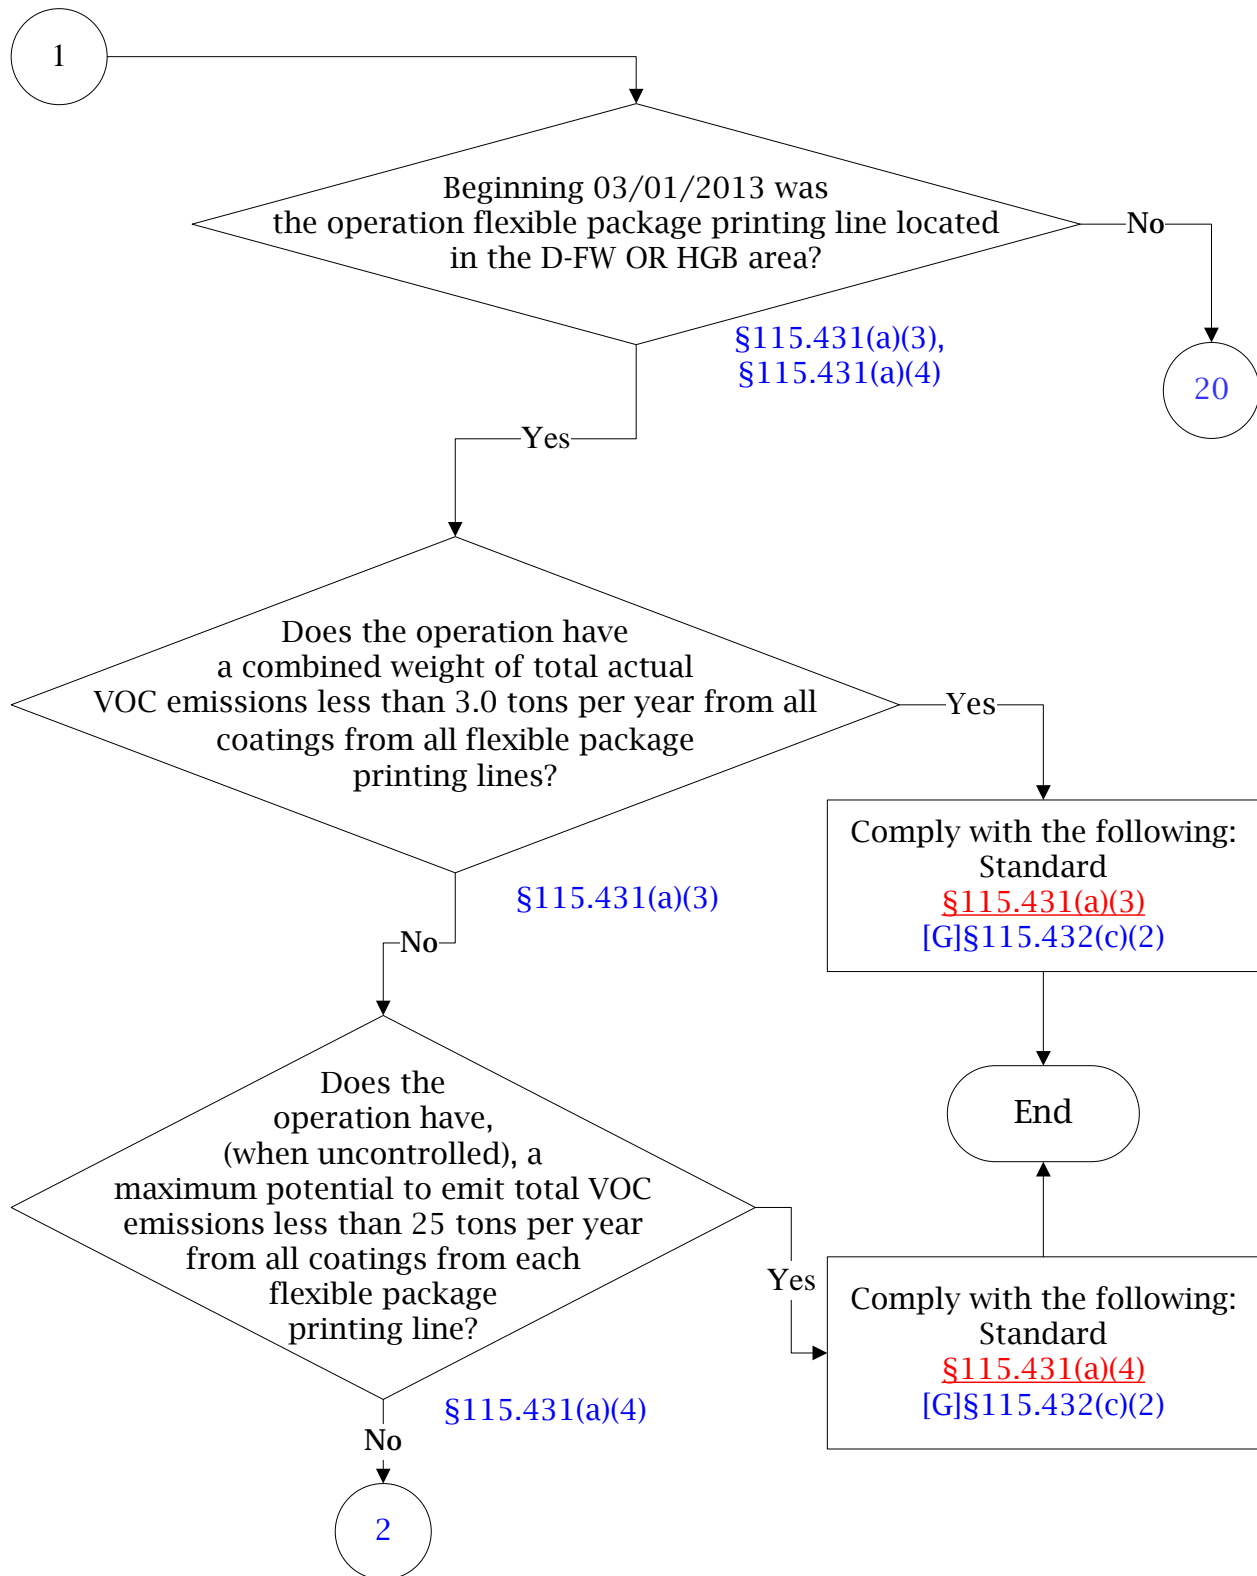 1
Beginning 03/01/2013 was
the operation flexible package printing line located
in the D-FW OR HGB area?
No
§115.431(a)(3),
§115.431(a)(4)
20
Yes
Does the operation have
a combined weight of total actual
VOC emissions less than 3.0 tons per year from all
coatings from all flexible package
printing lines?
Yes
§115.431(a)(3)
No
Comply with the following:
Standard
§115.431(a)(3)
[G]§115.432(c)(2)
Does the
operation have,
(when uncontrolled), a
maximum potential to emit total VOC
emissions less than 25 tons per year
from all coatings from each
flexible package
printing line?
End
Yes
Comply with the following:
Standard
§115.431(a)(4)
[G]§115.432(c)(2)
§115.431(a)(4)
No
2